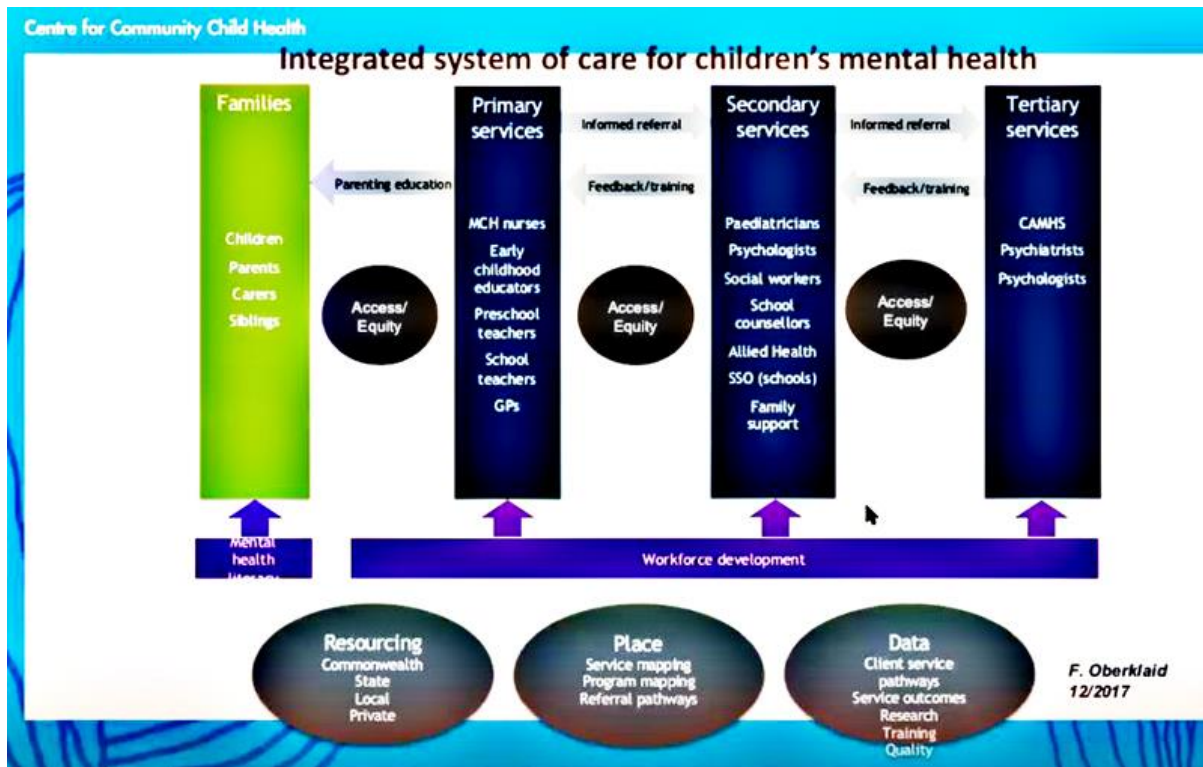 Centre for Community Child Health
Integrated system of care for children's mental health
Families
Children
Parents
Carers
Siblings
Parenting education
Access/
Equity
Primary
services
MCH nurses
Early
childhood
educators
Preschool
teachers
School
teachers
GPs
Informed referral
Feedback/training
Access/
Equity
Secondary
services
Paediatricians
Psychologists
Social workers
School
counsellors
Allied Health
SSO (schools)
Family
support
Informed referral
Feedback/training
Access/
Equity
Tertiary
services
CAMHS
Psychiatrists
Psychologists
Mental
health
literacy
Workforce development
Resourcing
Commonwealth
State
Local
Private
Place
Service mapping
Program mapping
Referral pathways
Data
Client service
pathways
Service outcomes
Research
Training
Quality
F. Oberklaid
12/2017